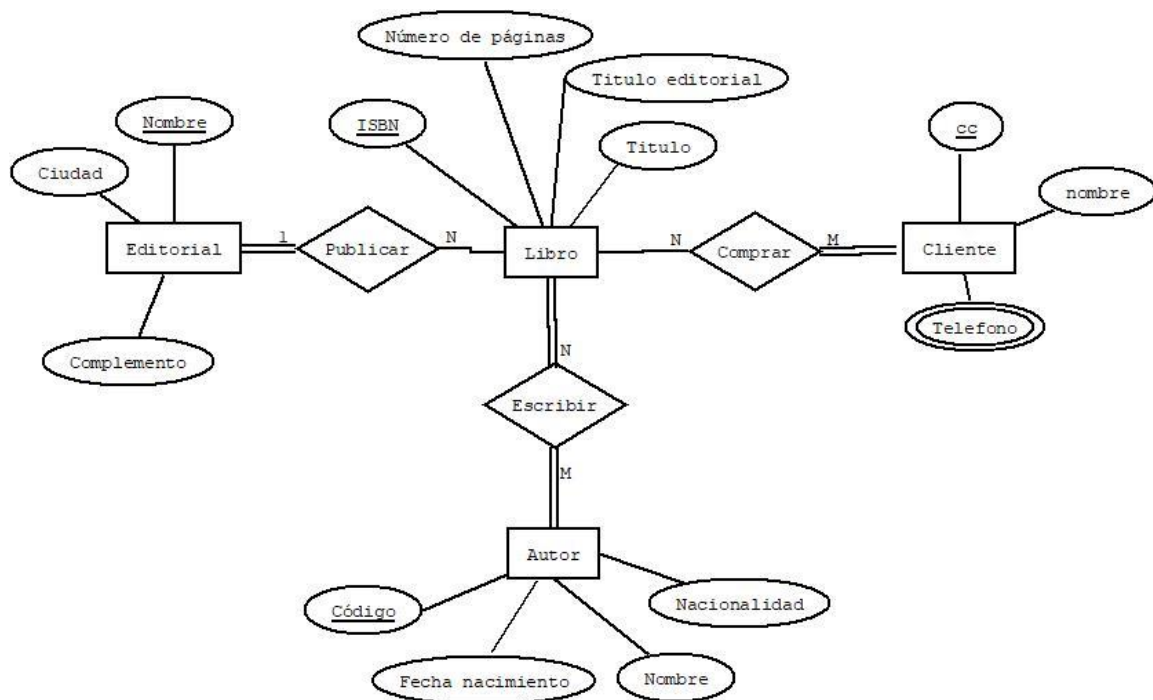 Número de páginas
Titulo editorial
Nombre
ISBN
cc
Ciudad
Titulo
nombre
Editorial
1
Publicar
N
Libro
N
Comprar
M
Cliente
Telefono
Complemento
N
Escribir
M
Autor
Código
Nacionalidad
Fecha nacimiento
Nombre